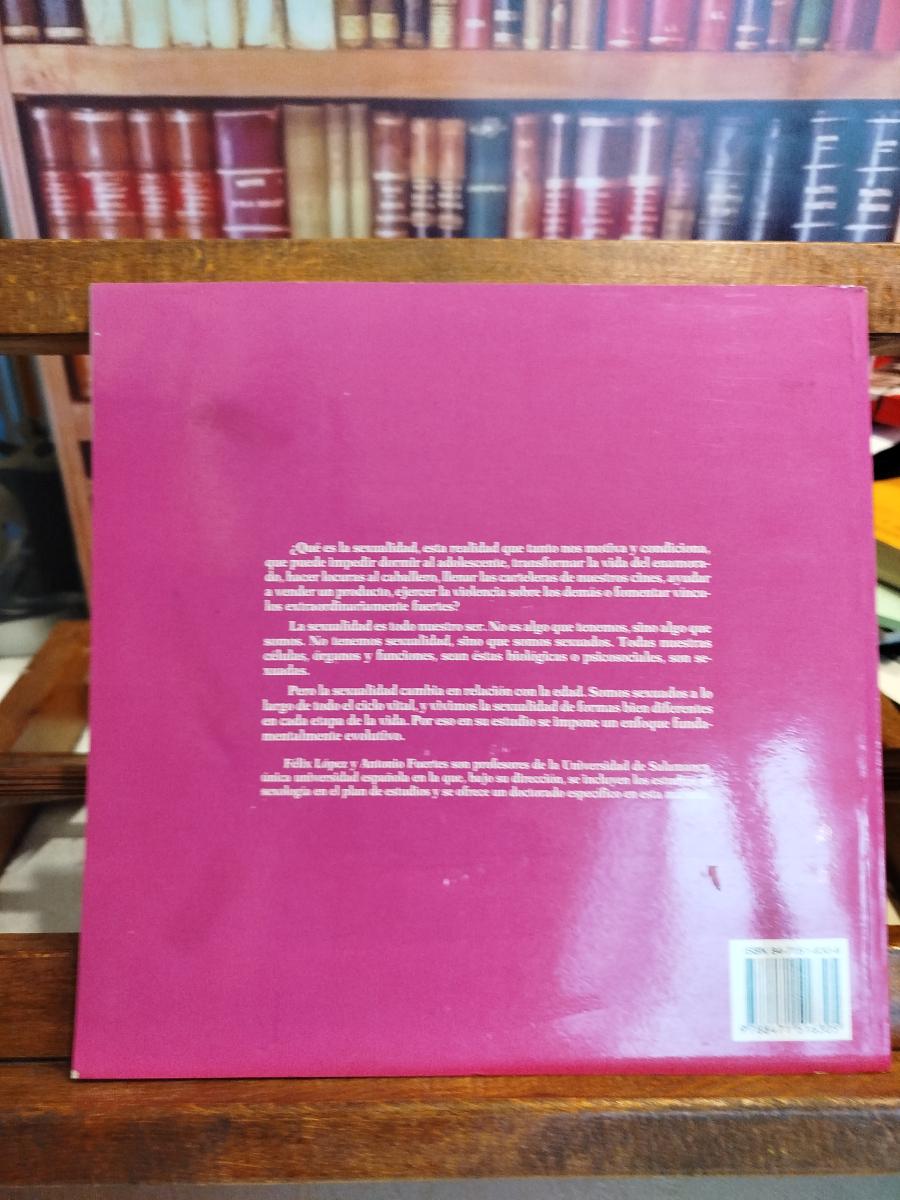 ¿Qué es la sexualidad, esta realidad que tanto nos motiva y condiciona,
que puede impedir dormir al adolescente, transformar la vida del enamora-
do, hacer locuras al caballero, llenar las carteleras de nuestros cines, ayudar
a vender un producto, ejercer la violencia sobre los demás o fomentar víncu-
los extraordinariamente fuertes?
La sexualidad es todo nuestro ser. No es algo que tenemos, sino algo que
somos. No tenemos sexualidad, sino que somos sexuados. Todas nuestras
células, órganos y funciones, sean éstas biológicas o psicosociales, son se-
xuadas.
Pero la sexualidad cambia en relación con la edad. Somos sexuados a lo
largo de todo el ciclo vital, y vivimos la sexualidad de formas bien diferentes
en cada etapa de la vida. Por eso en su estudio se impone un enfoque funda-
mentalmente evolutivo.
Félix López y Antonio Fuertes son profesores de la Universidad de Salamanca,
única universidad española en la que, bajo su dirección, se incluyen los estudios de
sexología en el plan de estudios y se ofrece un doctorado específico en esta
ISBN